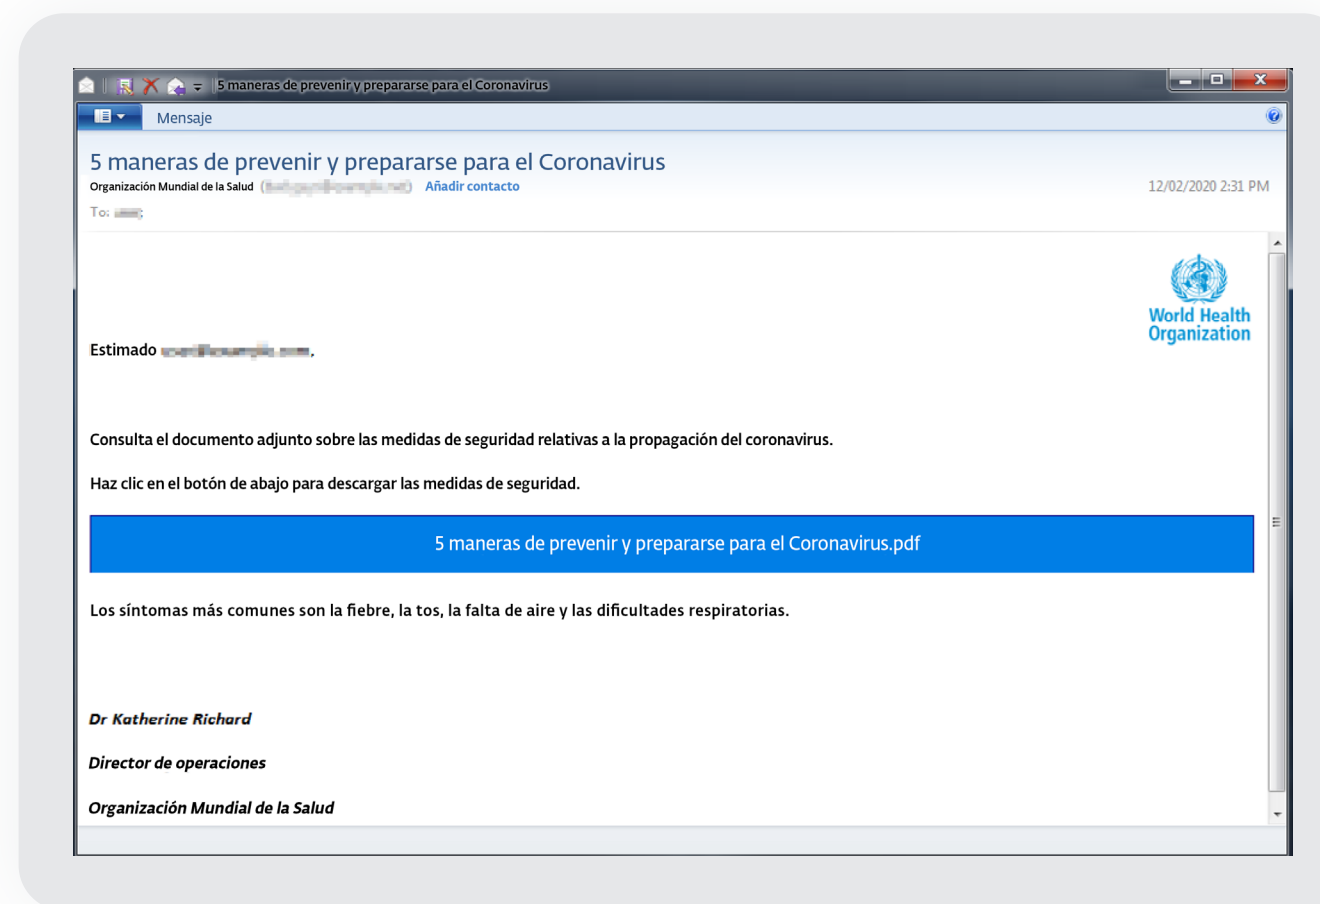 5 maneras de prevenir y prepararse para el Coronavirus
Mensaje
5 maneras de prevenir y prepararse para el Coronavirus
Organización Mundial de la Salud Añadir contacto
12/02/2020 2:31 PM
To:
World Health
Organization
Estimado
Consulta el documento adjunto sobre las medidas de seguridad relativas a la propagación del coronavirus.
Haz clic en el botón de abajo para descargar las medidas de seguridad.
5 maneras de prevenir y prepararse para el Coronavirus.pdf
Los síntomas más comunes son la fiebre, la tos, la falta de aire y las dificultades respiratorias.
Dr Katherine Richard
Director de operaciones
Organización Mundial de la Salud